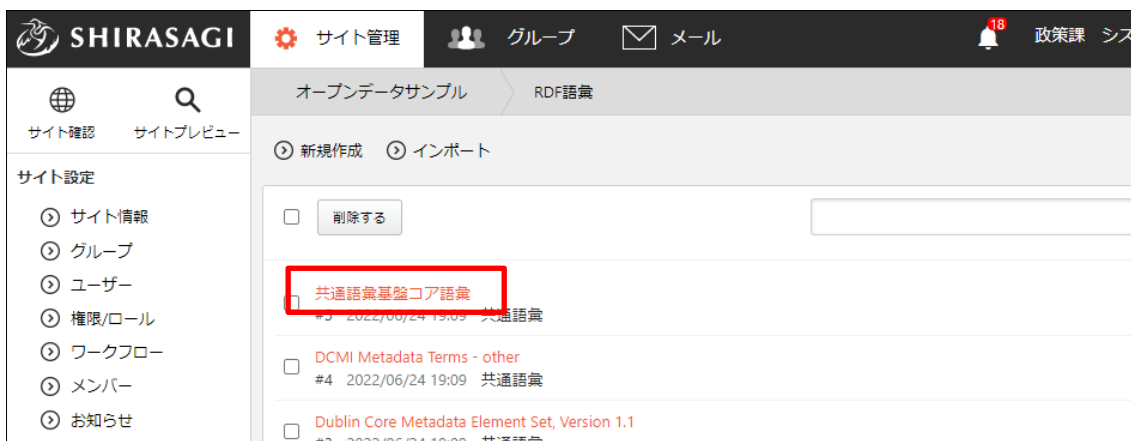 SHIRASAGI サイト管理 グループ メール 18 政策課 シス
オープンデータサンプル RDF語彙
サイト確認 サイトプレビュー
新規作成 インポート
サイト設定
サイト情報
グループ
ユーザー
権限/ロール
ワークフロー
メンバー
お知らせ
削除する
共通語彙基盤コア語彙
2022/06/24 19:09 共通語彙
DCMI Metadata Terms - other
#4 2022/06/24 19:09 共通語彙
Dublin Core Metadata Element Set, Version 1.1